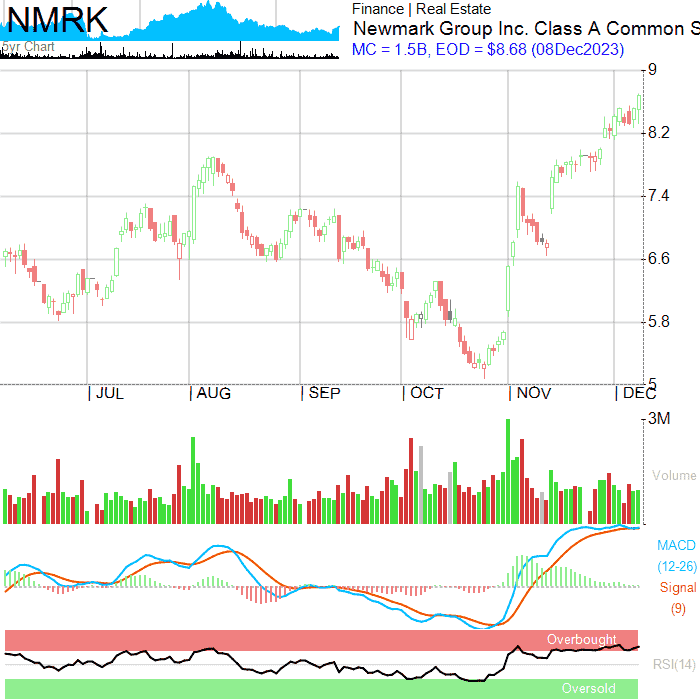 NMRK
5yr Chart
Finance | Real Estate
Newmark Group Inc. Class A Common S
MC = 1.5B, EOD = $8.68 (08Dec2023)
9
8.2
7.4
6.6
5.8
5
| JUL | AUG | SEP | OCT | NOV | DEC
3M
Volume
MACD
(12-26)
Signal
(9)
Overbought
RSI(14)
Oversold